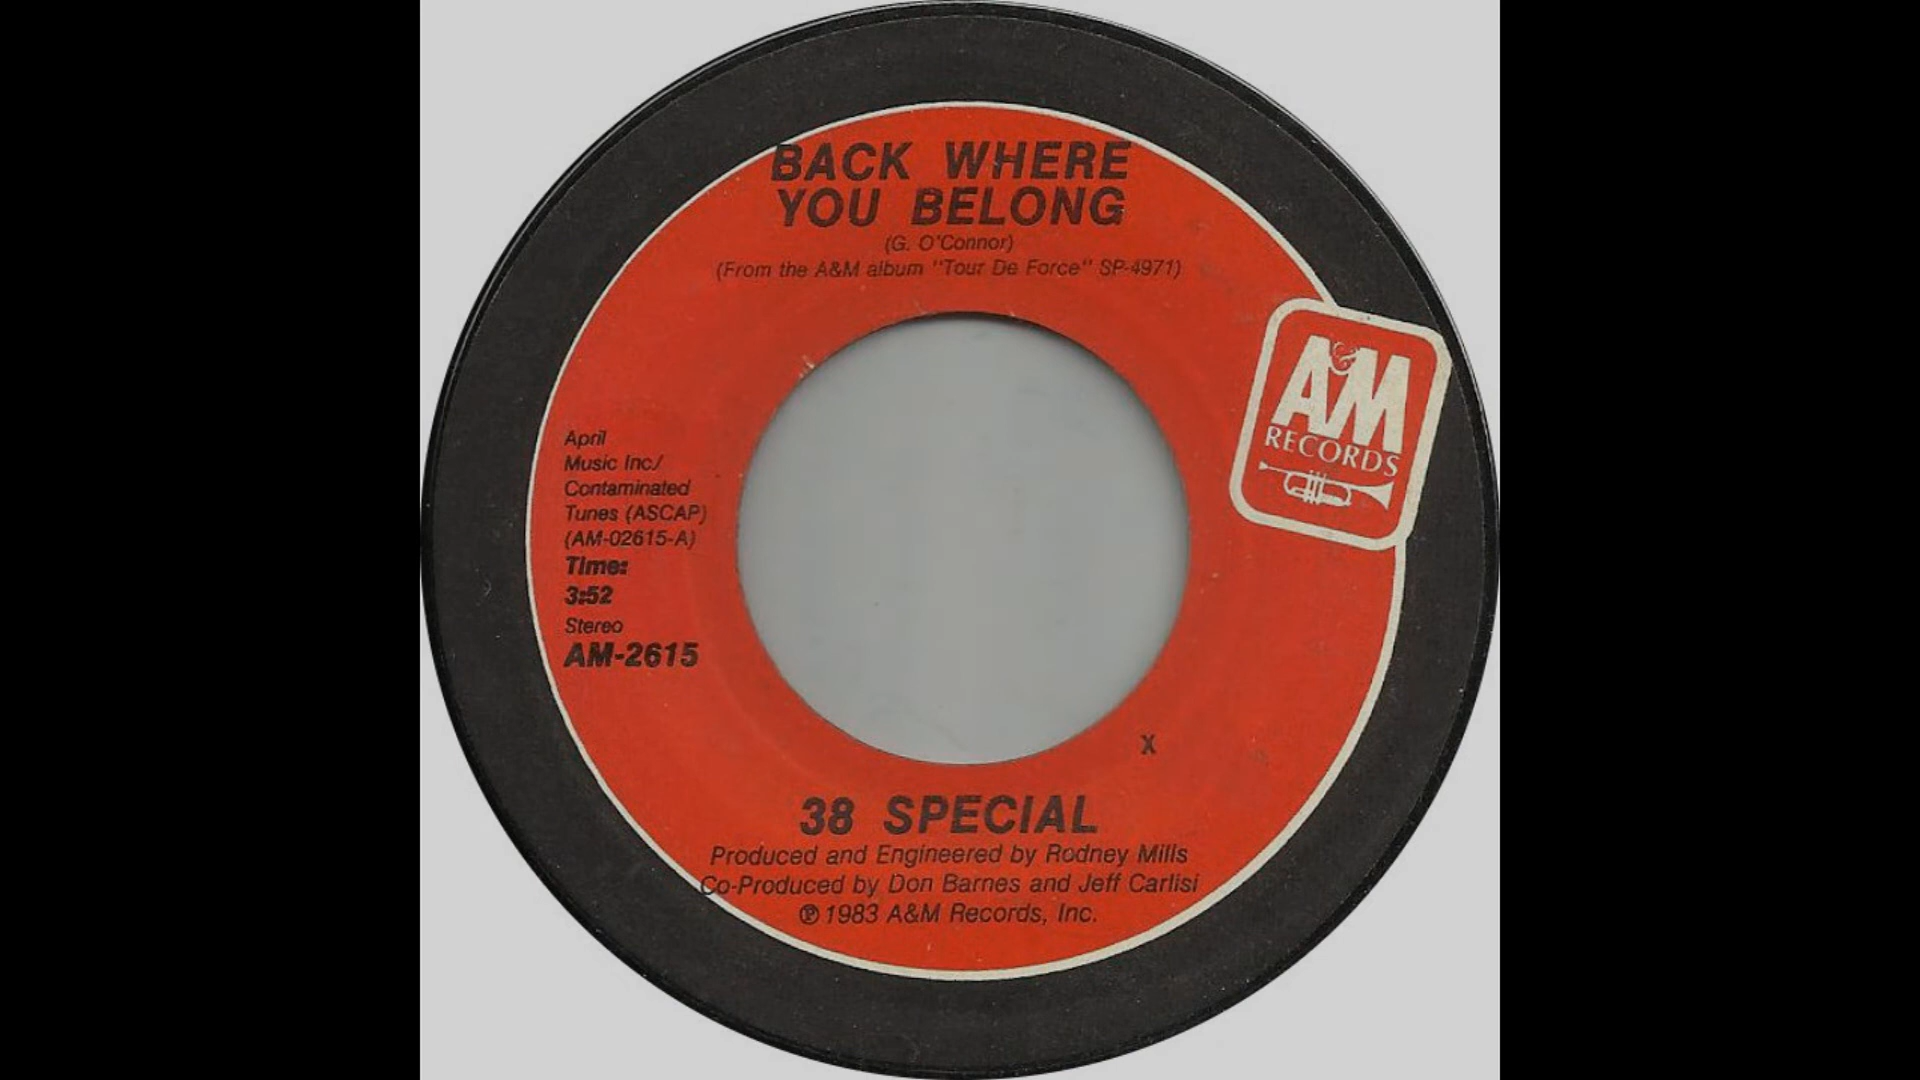 BACK WHERE
YOU BELONG
(G. O'Connor)
(From the A&M album "Tour De Force" SP-4971)
A&M
RECORDS
April
Music Inc./
Contaminated
Tunes (ASCAP)
(AM-02615-A)
Time:
3:52
Stereo
AM-2615
X
38 SPECIAL
Produced and Engineered by Rodney Mills
Co-Produced by Don Barnes and Jeff Carlisi
℗ 1983 A&M Records, Inc.